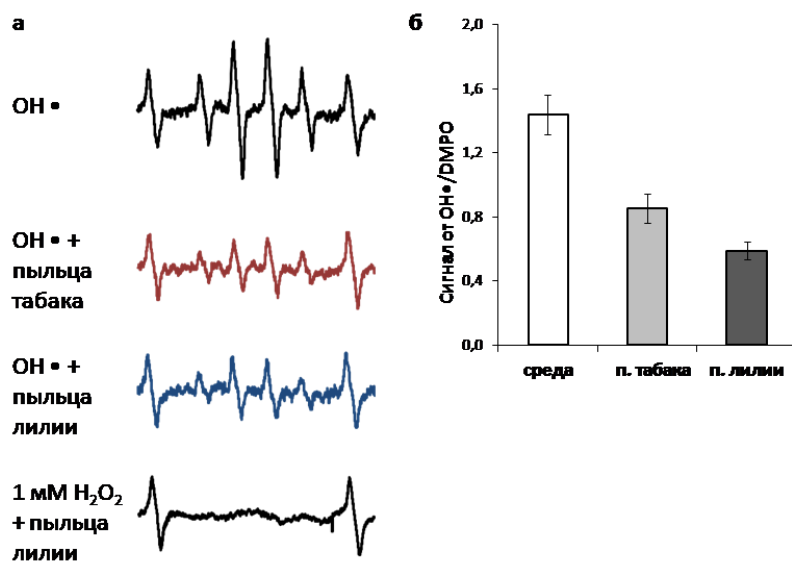 а
OH •
OH • +
пыльца
табака
OH • +
пыльца
лилии
1 мМ H₂O₂
+ пыльца
лилии
б
Сигнал от OH•/DMPO
2,0
1,6
1,2
0,8
0,4
0,0
среда
п. табака
п. лилии